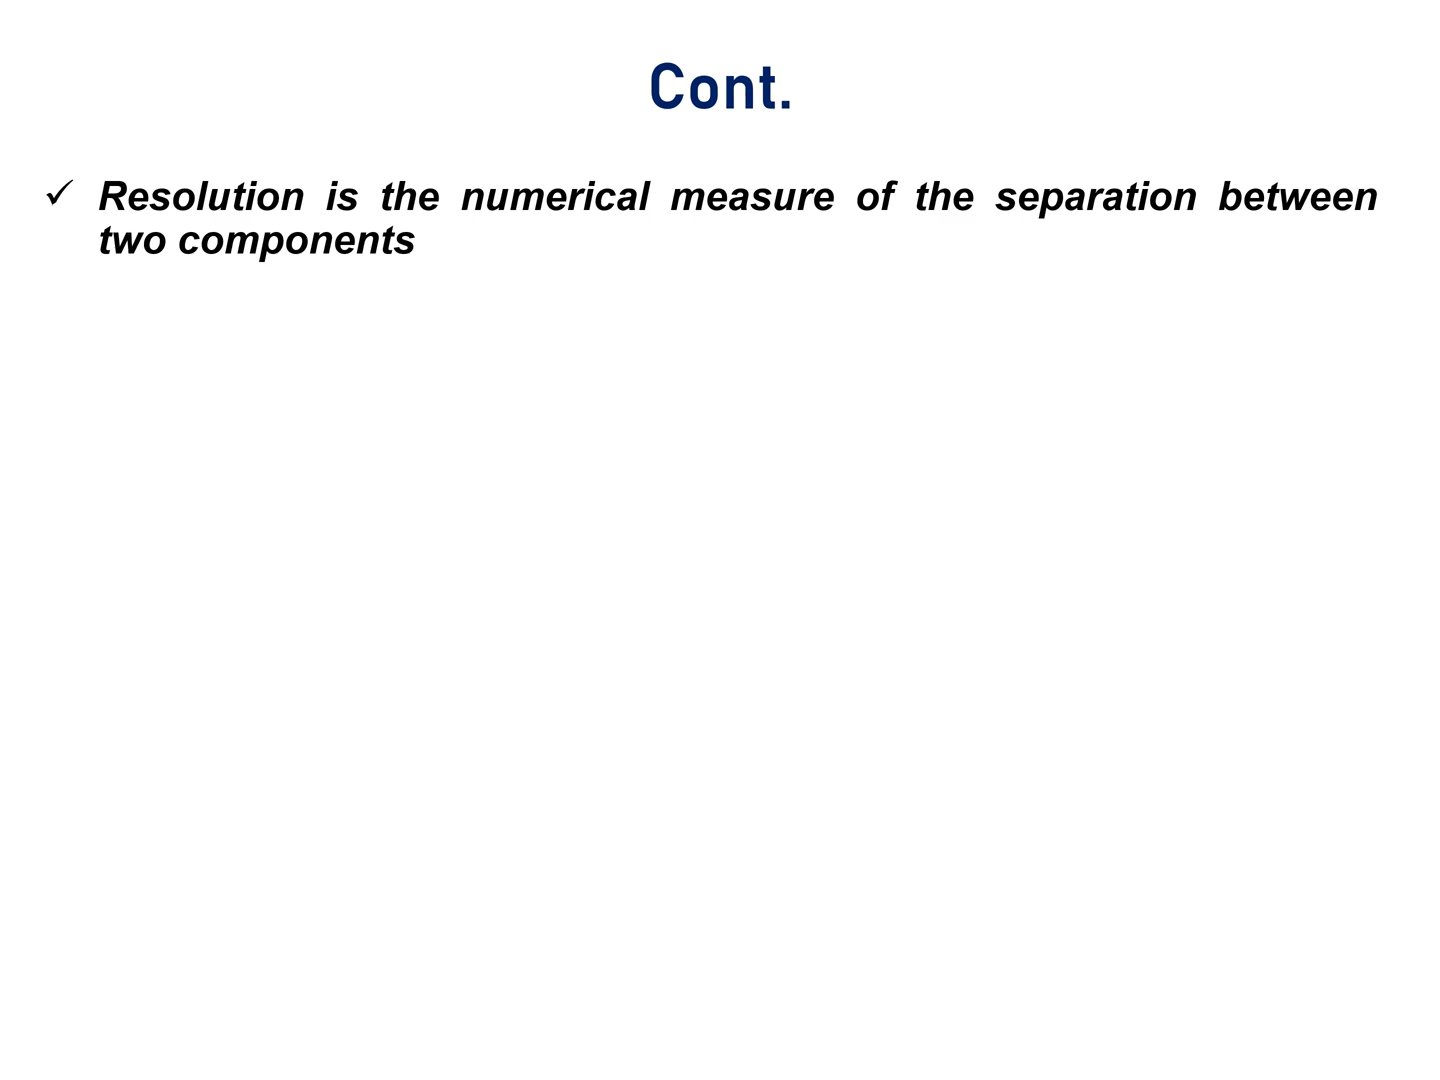 Cont.
✓ Resolution is the numerical measure of the separation between
two components